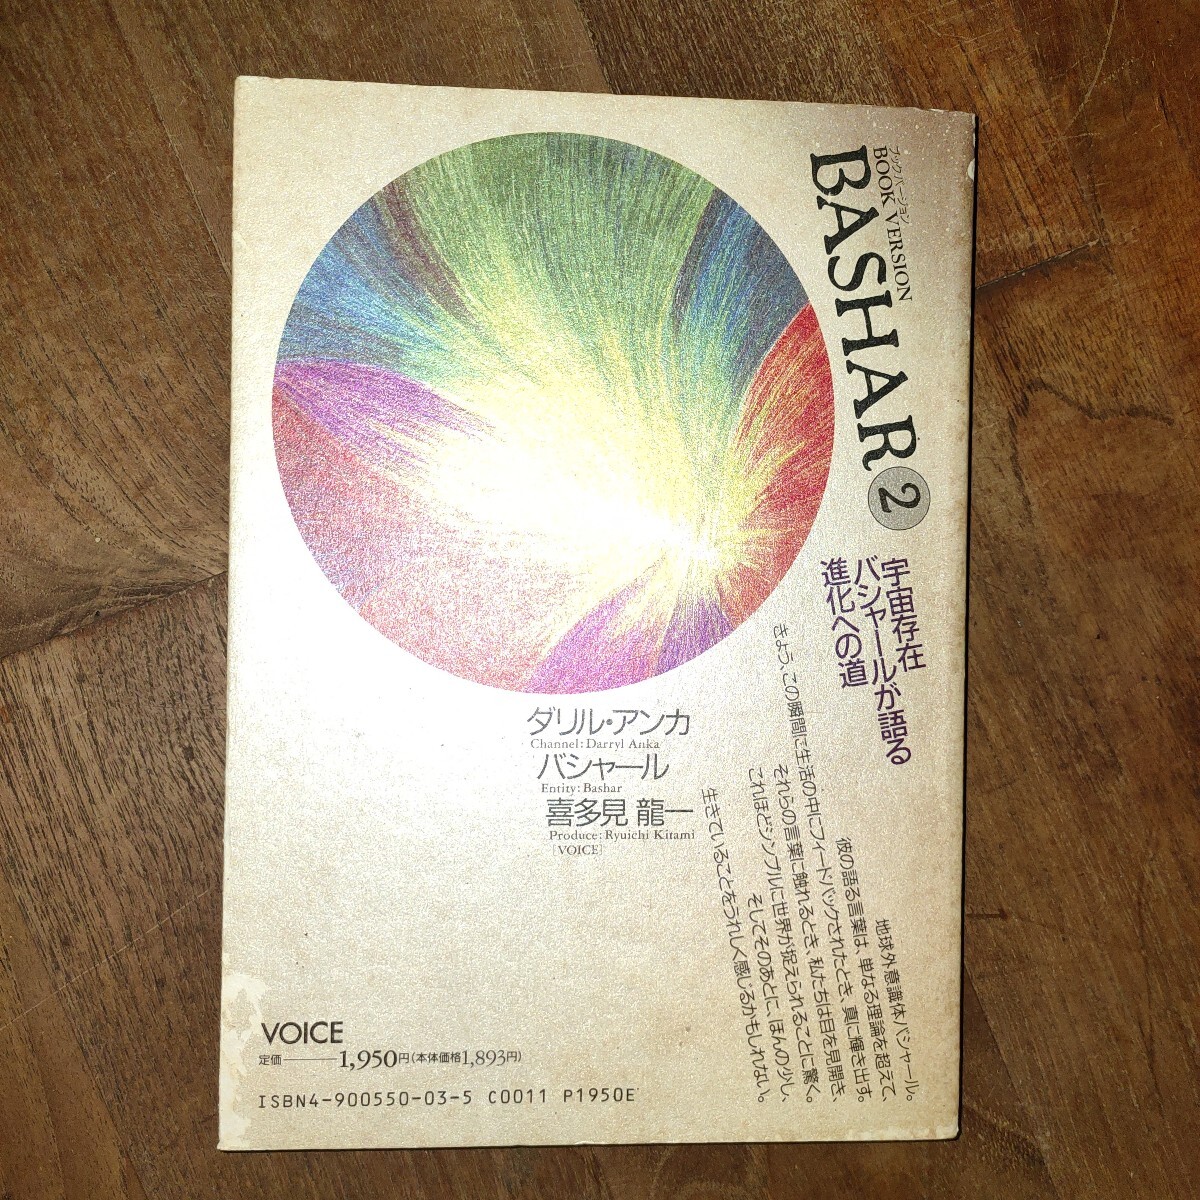 ブックバージョン
BOOK VERSION
BASHAR 2
宇宙存在
バシャールが語る
進化への道
地球外意識体バシャール。
彼の語る言葉は、単なる理論を超えて、
きょう、この瞬間に生活の中にフィードバックされたとき、真に輝き出す。
それらの言葉に触れるとき、私たちは目を見開き、
これほどシンプルに世界が捉えられることに驚く。
そしてそのあとに、ほんの少し、
生きていることをうれしく感じるかもしれない。
ダリル・アンカ
Channel: Darryl Anka
バシャール
Entity: Bashar
喜多見 龍一
Produce: Ryuichi Kitami
[VOICE]
VOICE
定価――1,950円(本体価格1,893円)
ISBN4-900550-03-5 C0011 P1950E